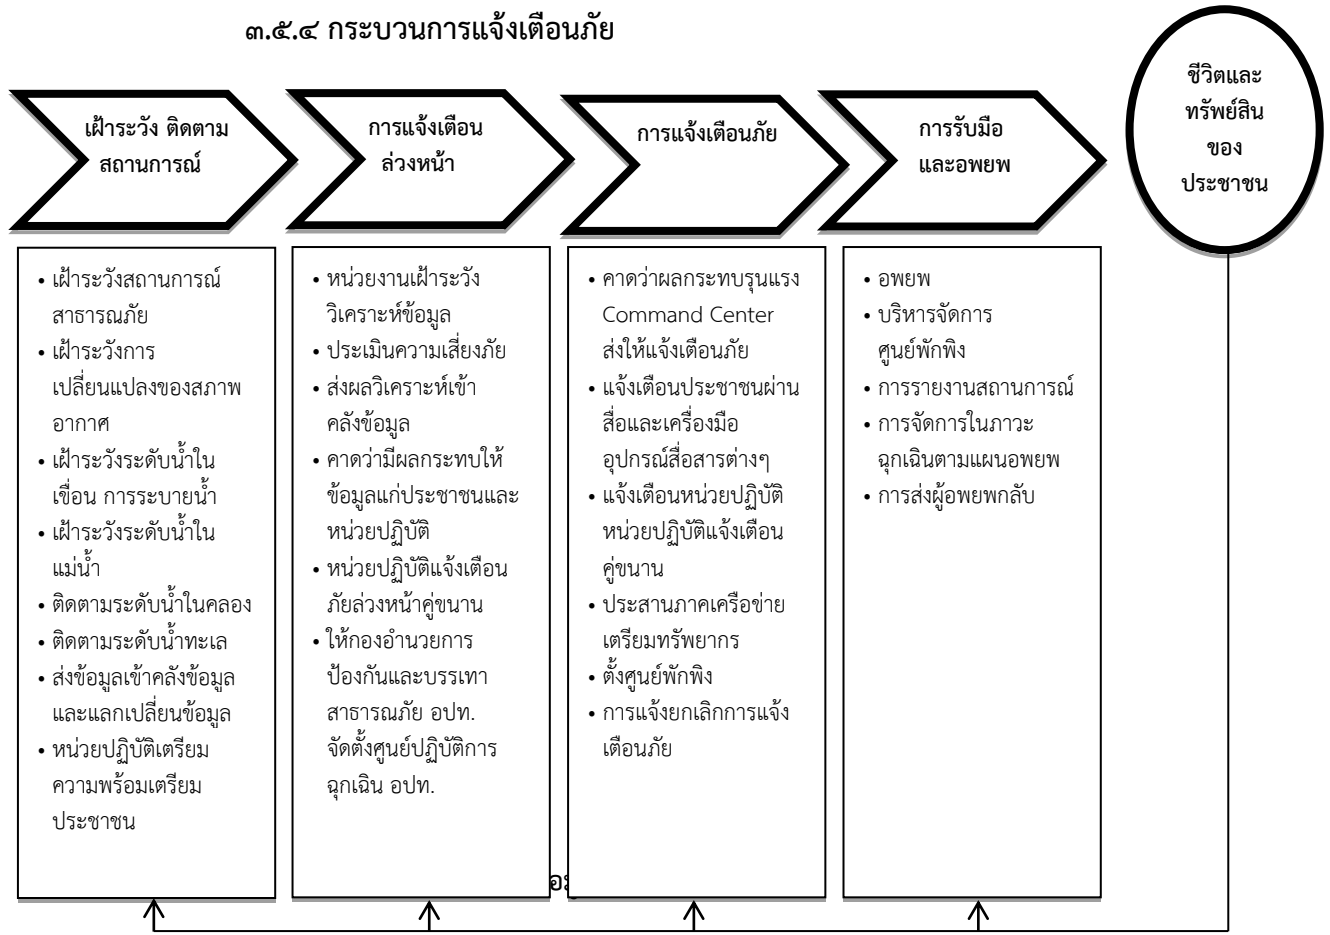 ๓.๕.๔ กระบวนการแจ้งเตือนภัย
เฝ้าระวัง ติดตาม
สถานการณ์
การแจ้งเตือน
ล่วงหน้า
การแจ้งเตือนภัย
การรับมือ
และอพยพ
ชีวิตและ
ทรัพย์สิน
ของ
ประชาชน
• เฝ้าระวังสถานการณ์
สาธารณภัย
• เฝ้าระวังการ
เปลี่ยนแปลงของสภาพ
อากาศ
• เฝ้าระวังระดับน้ำใน
เขื่อน การระบายน้ำ
• เฝ้าระวังระดับน้ำใน
แม่น้ำ
• ติดตามระดับน้ำในคลอง
• ติดตามระดับน้ำทะเล
• ส่งข้อมูลเข้าคลังข้อมูล
และแลกเปลี่ยนข้อมูล
• หน่วยปฏิบัติเตรียม
ความพร้อมเตรียม
ประชาชน
• หน่วยงานเฝ้าระวัง
วิเคราะห์ข้อมูล
• ประเมินความเสี่ยงภัย
• ส่งผลวิเคราะห์เข้า
คลังข้อมูล
• คาดว่ามีผลกระทบให้
ข้อมูลแก่ประชาชนและ
หน่วยปฏิบัติ
• หน่วยปฏิบัติแจ้งเตือน
ภัยล่วงหน้าคู่ขนาน
• ให้กองอำนวยการ
ป้องกันและบรรเทา
สาธารณภัย อปท.
จัดตั้งศูนย์ปฏิบัติการ
ฉุกเฉิน อปท.
• คาดว่าผลกระทบรุนแรง
Command Center
ส่งให้แจ้งเตือนภัย
• แจ้งเตือนประชาชนผ่าน
สื่อและเครื่องมือ
อุปกรณ์สื่อสารต่างๆ
• แจ้งเตือนหน่วยปฏิบัติ
หน่วยปฏิบัติแจ้งเตือน
คู่ขนาน
• ประสานภาคเครือข่าย
เตรียมทรัพยากร
• ตั้งศูนย์พักพิง
• การแจ้งยกเลิกการแจ้ง
เตือนภัย
• อพยพ
• บริหารจัดการ
ศูนย์พักพิง
• การรายงานสถานการณ์
• การจัดการในภาวะ
ฉุกเฉินตามแผนอพยพ
• การส่งผู้อพยพกลับ